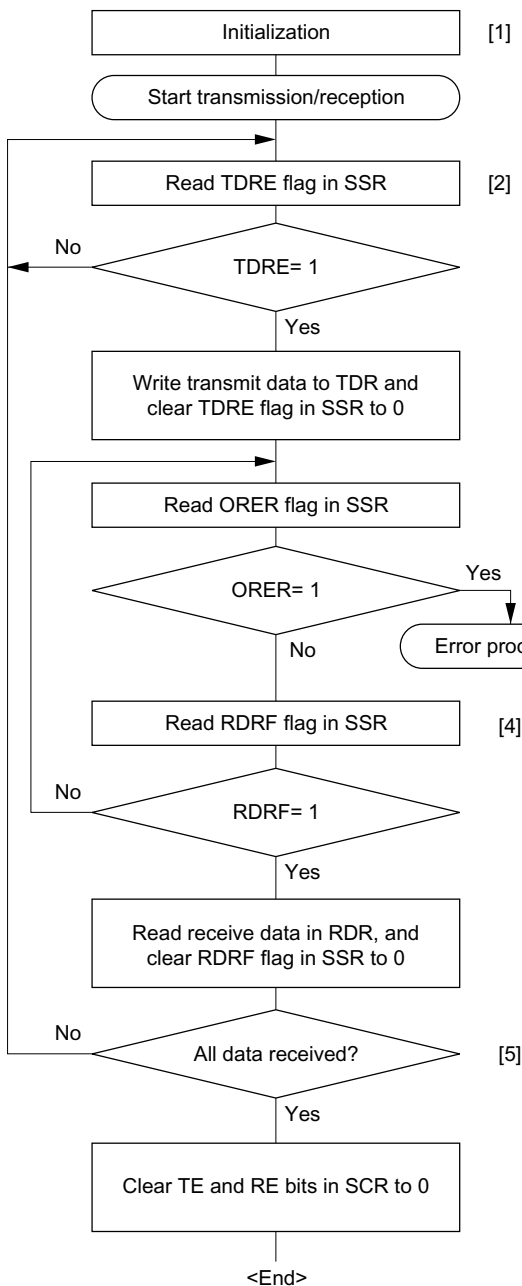 Initialization [1]
Start transmission/reception
Read TDRE flag in SSR [2]
No
TDRE= 1
Yes
Write transmit data to TDR and
clear TDRE flag in SSR to 0
Read ORER flag in SSR
ORER= 1
Yes
Error
No
Read RDRF flag in SSR [4]
No
RDRF= 1
Yes
Read receive data in RDR, and
clear RDRF flag in SSR to 0
No
All data received? [5]
Yes
Clear TE and RE bits in SCR to 0
<End>